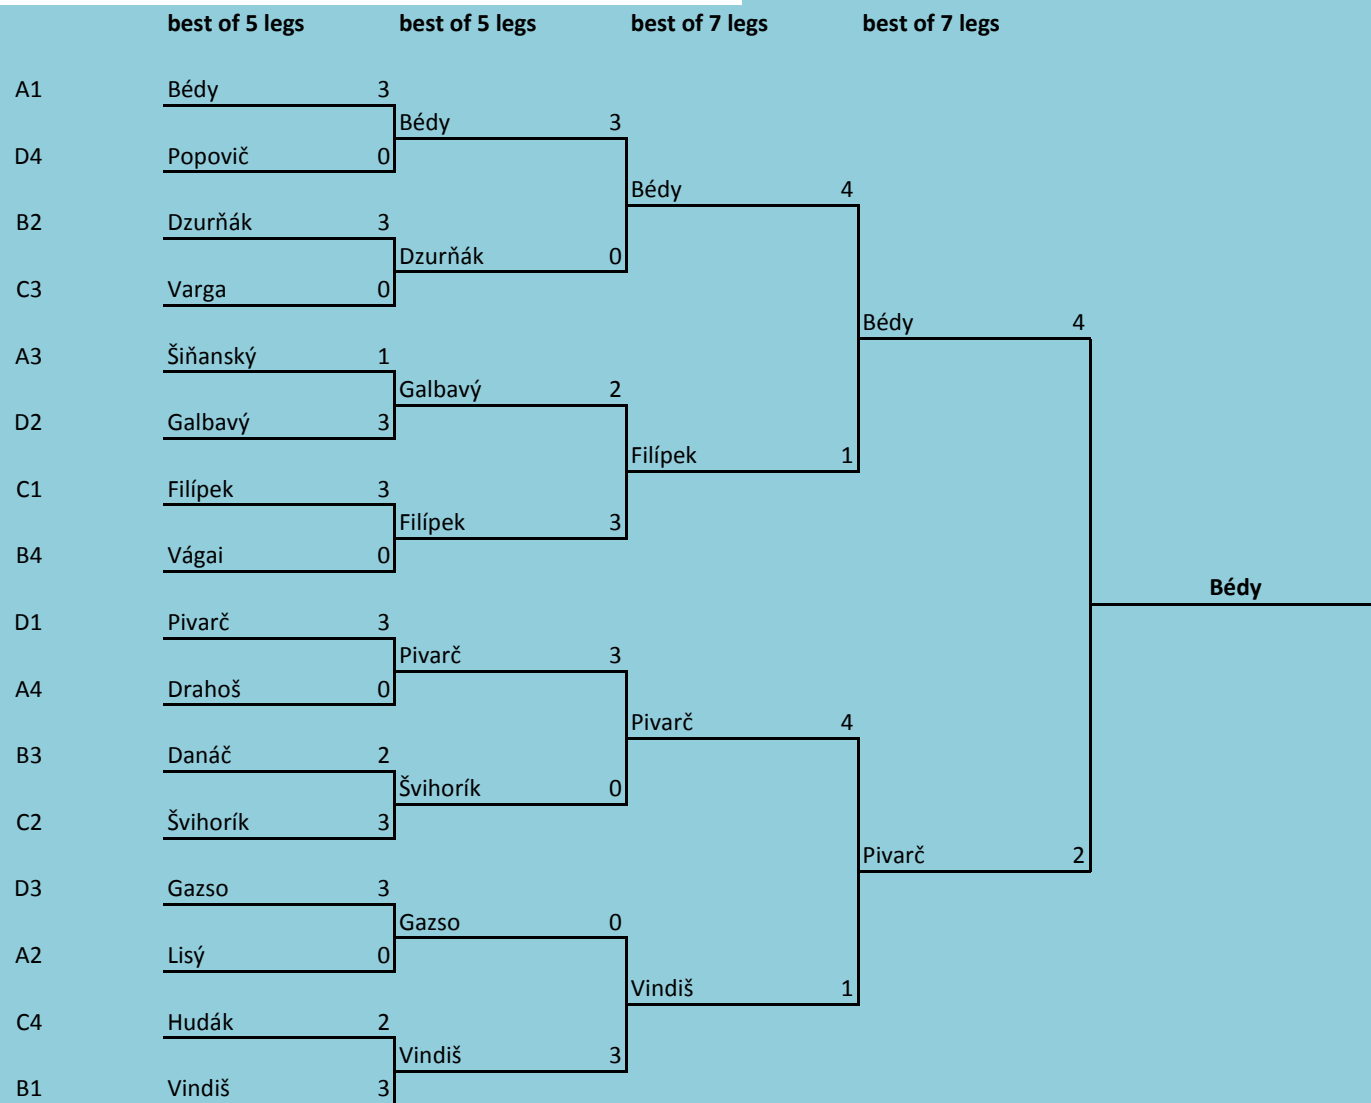 best of 5 legs best of 5 legs best of 7 legs best of 7 legs
A1 Bédy 3
Bédy 3
D4 Popovič 0
Bédy 4
B2 Dzurňák 3
Dzurňák 0
C3 Varga 0
Bédy 4
A3 Šiňanský 1
Galbavý 2
D2 Galbavý 3
Filípek 1
C1 Filípek 3
Filípek 3
B4 Vágai 0
Bédy
D1 Pivarč 3
Pivarč 3
A4 Drahoš 0
Pivarč 4
B3 Danáč 2
Švihorík 0
C2 Švihorík 3
Pivarč 2
D3 Gazso 3
Gazso 0
A2 Lisý 0
Vindiš 1
C4 Hudák 2
Vindiš 3
B1 Vindiš 3